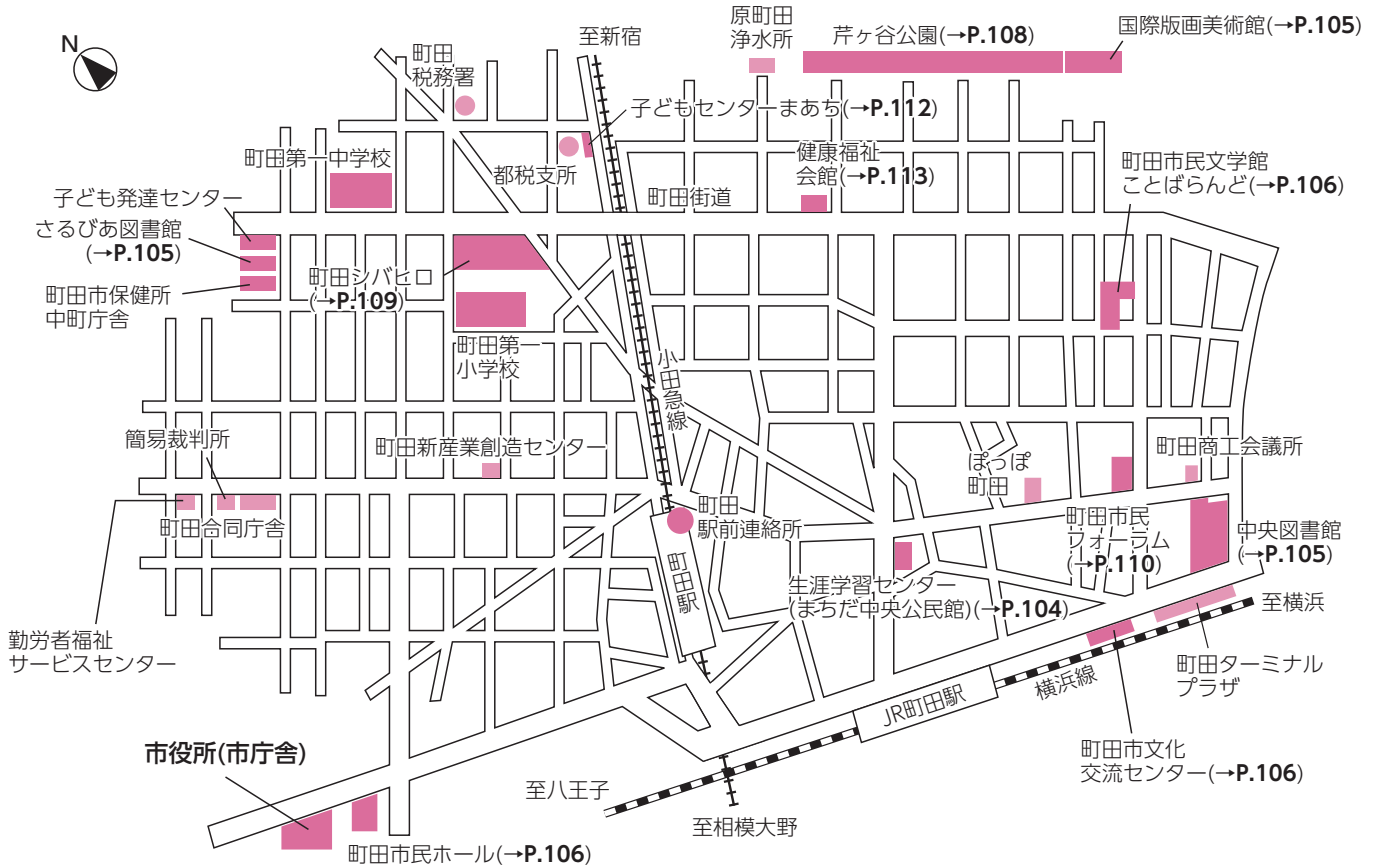 N
町田
税務署
至新宿
原町田
浄水所
芹ヶ谷公園(→P.108)
国際版画美術館(→P.105)
子どもセンターまあち(→P.112)
町田第一中学校
都税支所
健康福祉
会館(→P.113)
町田市民文学館
ことばらんど(→P.106)
子ども発達センター
さるびあ図書館
(→P.105)
町田街道
町田市保健所
中町庁舎
町田シバヒロ
(→P.109)
町田第一
小学校
小田急線
簡易裁判所
町田新産業創造センター
ぽっぽ
町田
町田商工会議所
町田合同庁舎
町田
駅前連絡所
町田市民
フォーラム
(→P.110)
中央図書館
(→P.105)
町田駅
生涯学習センター
(まちだ中央公民館)(→P.104)
至横浜
勤労者福祉
サービスセンター
町田ターミナル
プラザ
横浜線
JR町田駅
市役所(市庁舎)
町田市文化
交流センター(→P.106)
至八王子
至相模大野
町田市民ホール(→P.106)